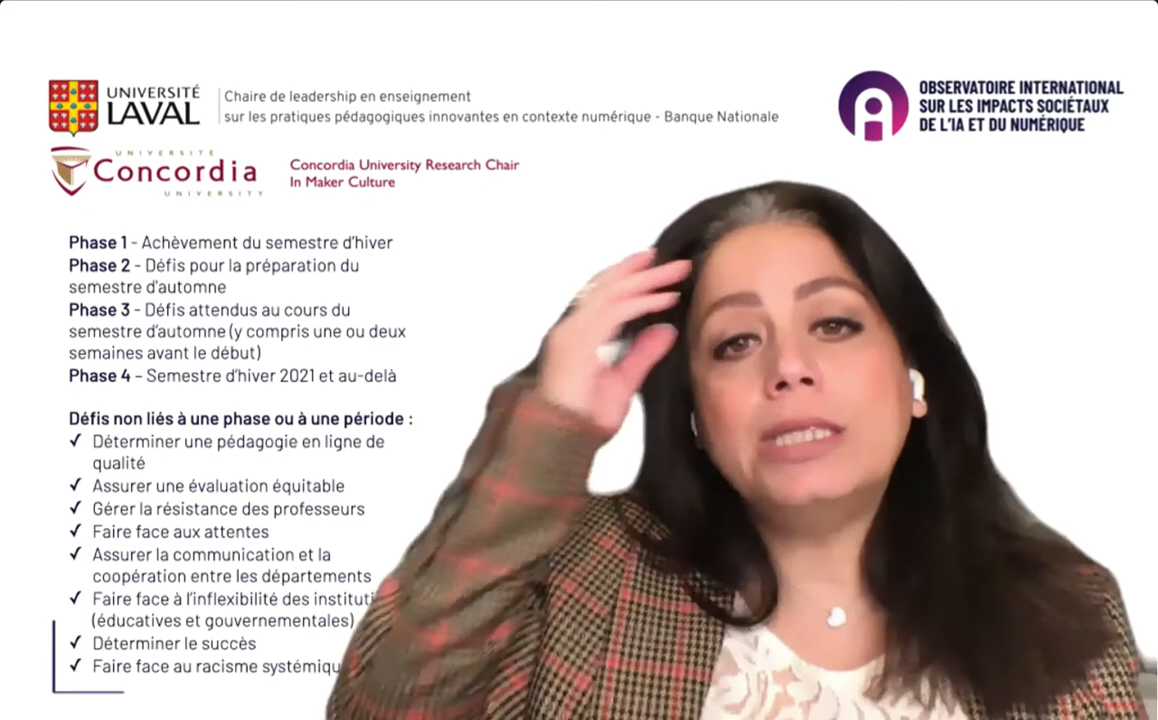 UNIVERSITÉ
LAVAL
Chaire de leadership en enseignement
sur les pratiques pédagogiques innovantes en contexte numérique - Banque Nationale
OBSERVATOIRE INTERNATIONAL
SUR LES IMPACTS SOCIÉTAUX
DE L'IA ET DU NUMÉRIQUE
UNIVERSITÉ
Concordia
UNIVERSITY
Concordia University Research Chair
In Maker Culture
Phase 1 - Achèvement du semestre d'hiver
Phase 2 - Défis pour la préparation du
semestre d'automne
Phase 3 - Défis attendus au cours du
semestre d'automne (y compris une ou deux
semaines avant le début)
Phase 4 – Semestre d'hiver 2021 et au-delà
Défis non liés à une phase ou à une période :
✓ Déterminer une pédagogie en ligne de
qualité
✓ Assurer une évaluation équitable
✓ Gérer la résistance des professeurs
✓ Faire face aux attentes
✓ Assurer la communication et la
coopération entre les départements
✓ Faire face à l'inflexibilité des instituti
(éducatives et gouvernementales)
✓ Déterminer le succès
✓ Faire face au racisme systémiqu